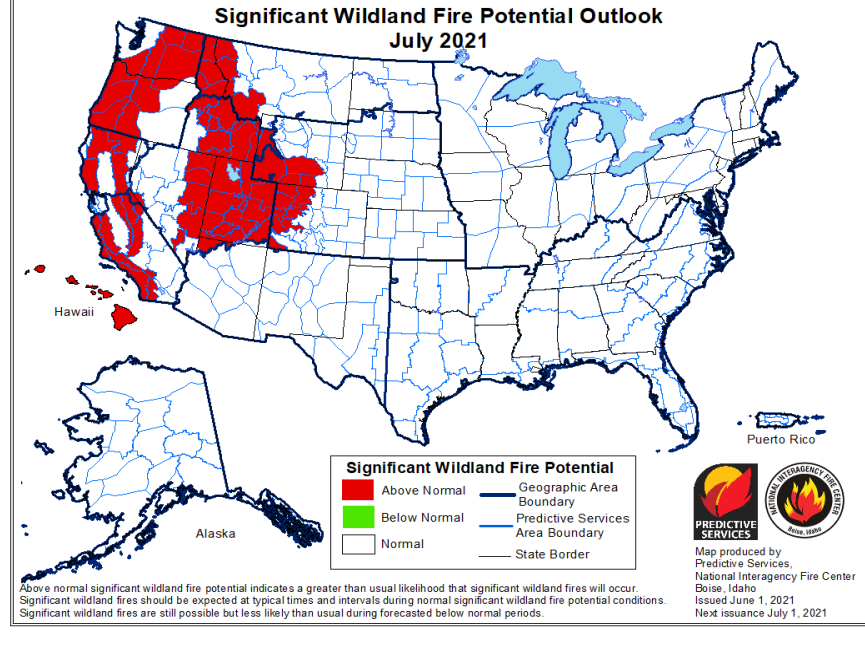 Significant Wildland Fire Potential Outlook
July 2021
Hawaii
Alaska
Puerto Rico
Significant Wildland Fire Potential
Above Normal
Below Normal
Normal
Geographic Area
Boundary
Predictive Services
Area Boundary
State Border
PREDICTIVE
SERVICES
NATIONAL INTERAGENCY FIRE CENTER
Boise, Idaho
Map produced by
Predictive Services,
National Interagency Fire Center
Boise, Idaho
Issued June 1, 2021
Next issuance July 1, 2021
Above normal significant wildland fire potential indicates a greater than usual likelihood that significant wildland fires will occur.
Significant wildland fires should be expected at typical times and intervals during normal significant wildland fire potential conditions.
Significant wildland fires are still possible but less likely than usual during forecasted below normal periods.